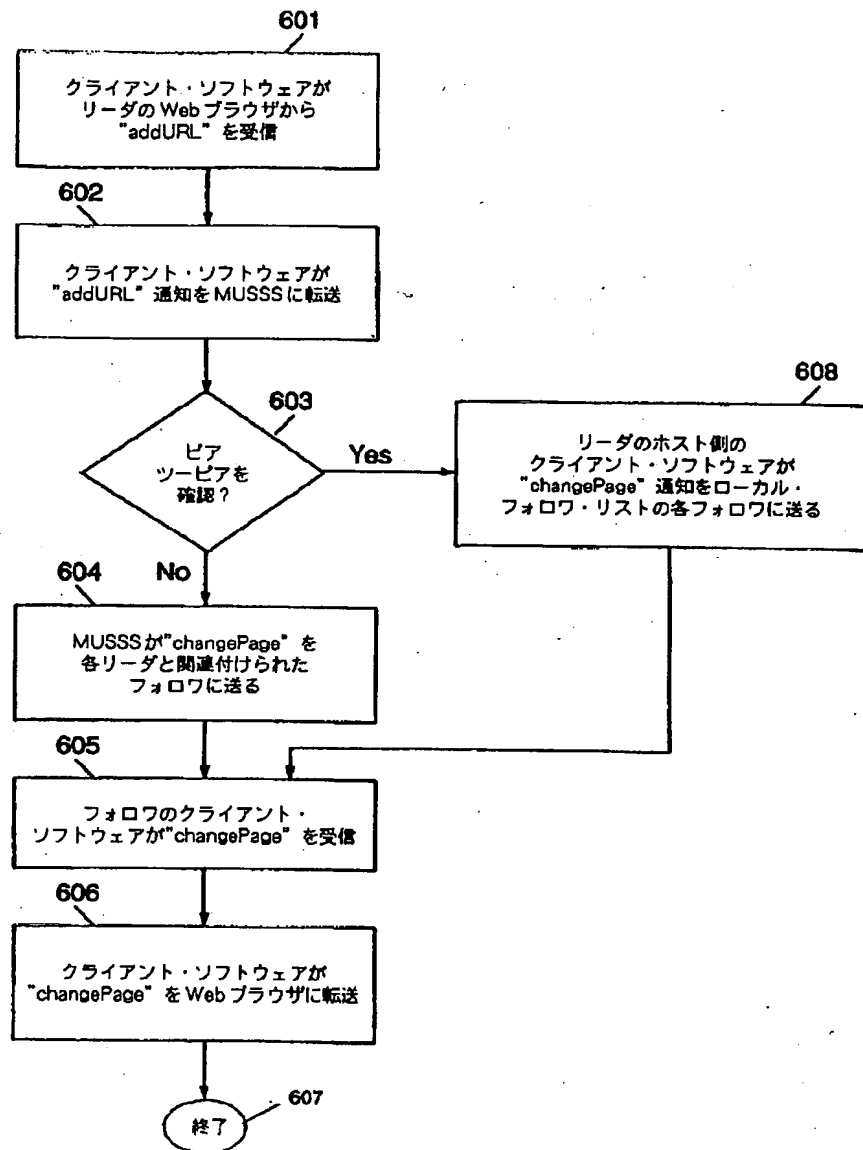 601
クライアント・ソフトウェアが
リーダのWebブラウザから
"addURL" を受信
602
クライアント・ソフトウェアが
"addURL" 通知をMUSSSに転送
603
ピア
ツーピアを
確認?
Yes
No
608
リーダのホスト側の
クライアント・ソフトウェアが
"changePage" 通知をローカル・
フォロワ・リストの各フォロワに送る
604
MUSSSが"changePage" を
各リーダと関連付けられた
フォロワに送る
605
フォロワのクライアント・
ソフトウェアが"changePage" を受信
606
クライアント・ソフトウェアが
"changePage" をWebブラウザに転送
607
終了